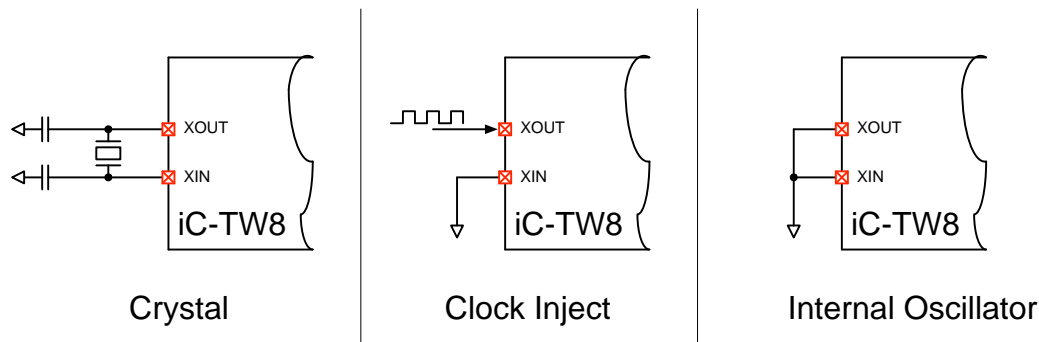 XOUT
XIN
iC-TW8
Crystal
XOUT
XIN
iC-TW8
Clock Inject
XOUT
XIN
iC-TW8
Internal Oscillator